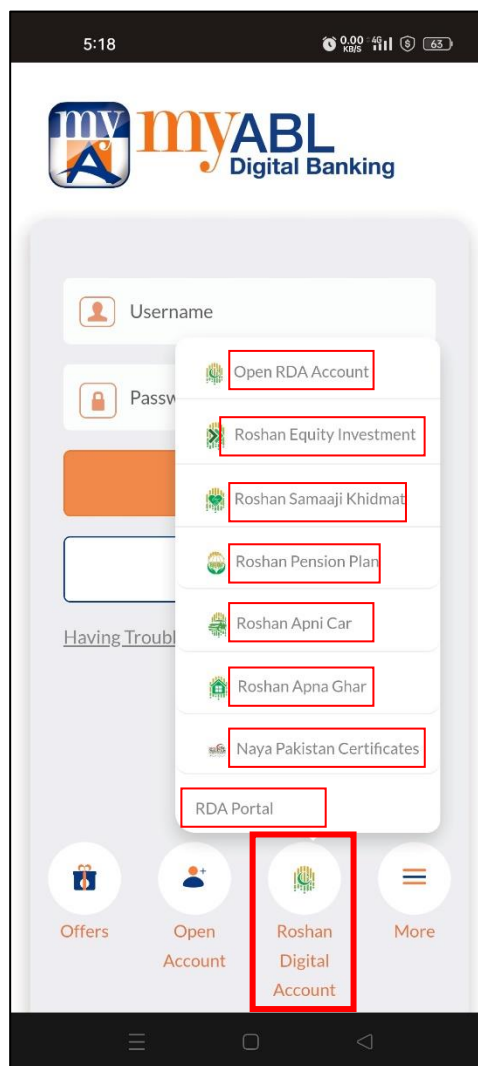 5:18
0.00 KB/S 4G 63
my
myABL
Digital Banking
Username
Passw
Open RDA Account
Roshan Equity Investment
Roshan Samaaji Khidmat
Roshan Pension Plan
Roshan Apni Car
Having Troubl
Roshan Apna Ghar
Naya Pakistan Certificates
RDA Portal
Offers
Open
Account
Roshan
Digital
Account
More